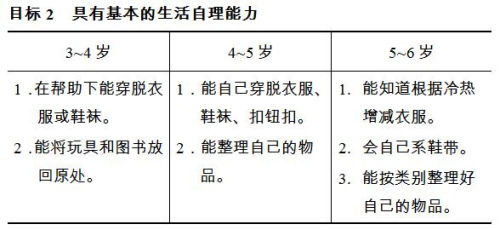 目标 2 具有基本的生活自理能力
3~4 岁
4~5 岁
5~6 岁
1．在帮助下能穿脱衣
服或鞋袜。
2．能将玩具和图书放
回原处。
1．能自己穿脱衣服、
鞋袜、扣钮扣。
2．能整理自己的物
品。
1．能知道根据冷热
增减衣服。
2．会自己系鞋带。
3．能按类别整理好
自己的物品。